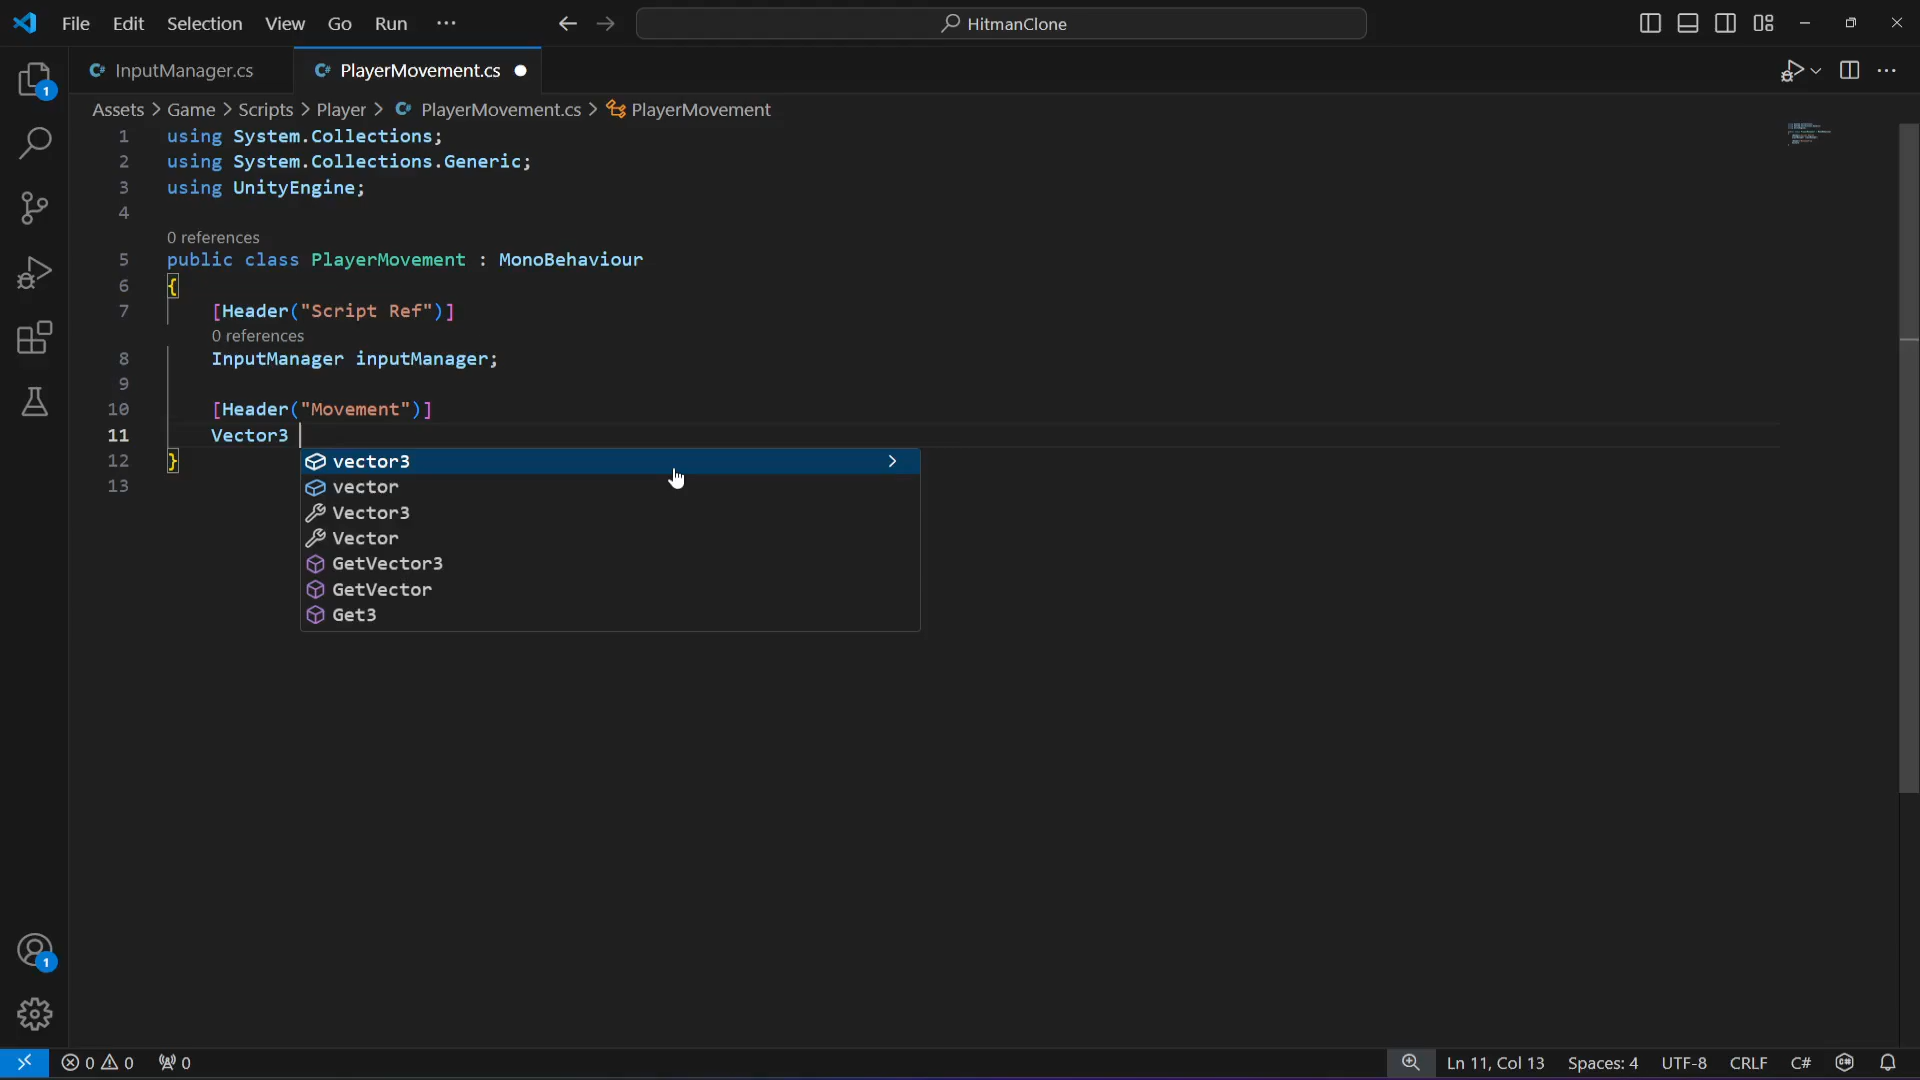 File Edit Selection View Go Run ··· HitmanClone
InputManager.cs PlayerMovement.cs
1
Assets > Game > Scripts > Player > PlayerMovement.cs > PlayerMovement
1 using System.Collections;
2 using System.Collections.Generic;
3 using UnityEngine;
4
0 references
5 public class PlayerMovement : MonoBehaviour
6 {
7 [Header("Script Ref")]
0 references
8 InputManager inputManager;
9
10 [Header("Movement")]
11 Vector3
12 }
13
vector3
vector
Vector3
Vector
GetVector3
GetVector
Get3
1
0 0 0 Ln 11, Col 13 Spaces: 4 UTF-8 CRLF C#